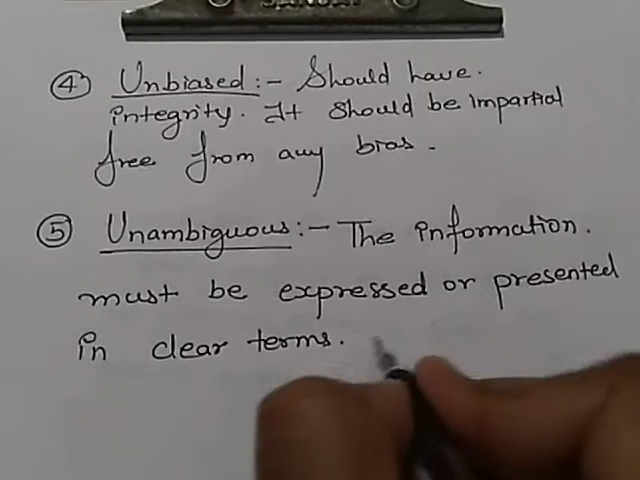 ④ Unbiased :- Should have.
integrity. It should be impartial
free from any bias.
⑤ Unambiguous :- The information.
must be expressed or presented
in clear terms.